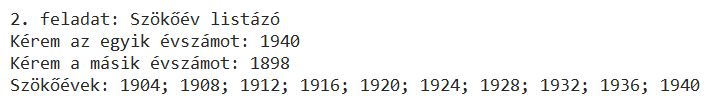 2. feladat: Szökőév listázó
Kérem az egyik évszámot: 1940
Kérem a másik évszámot: 1898
Szökőévek: 1904; 1908; 1912; 1916; 1920; 1924; 1928; 1932; 1936; 1940